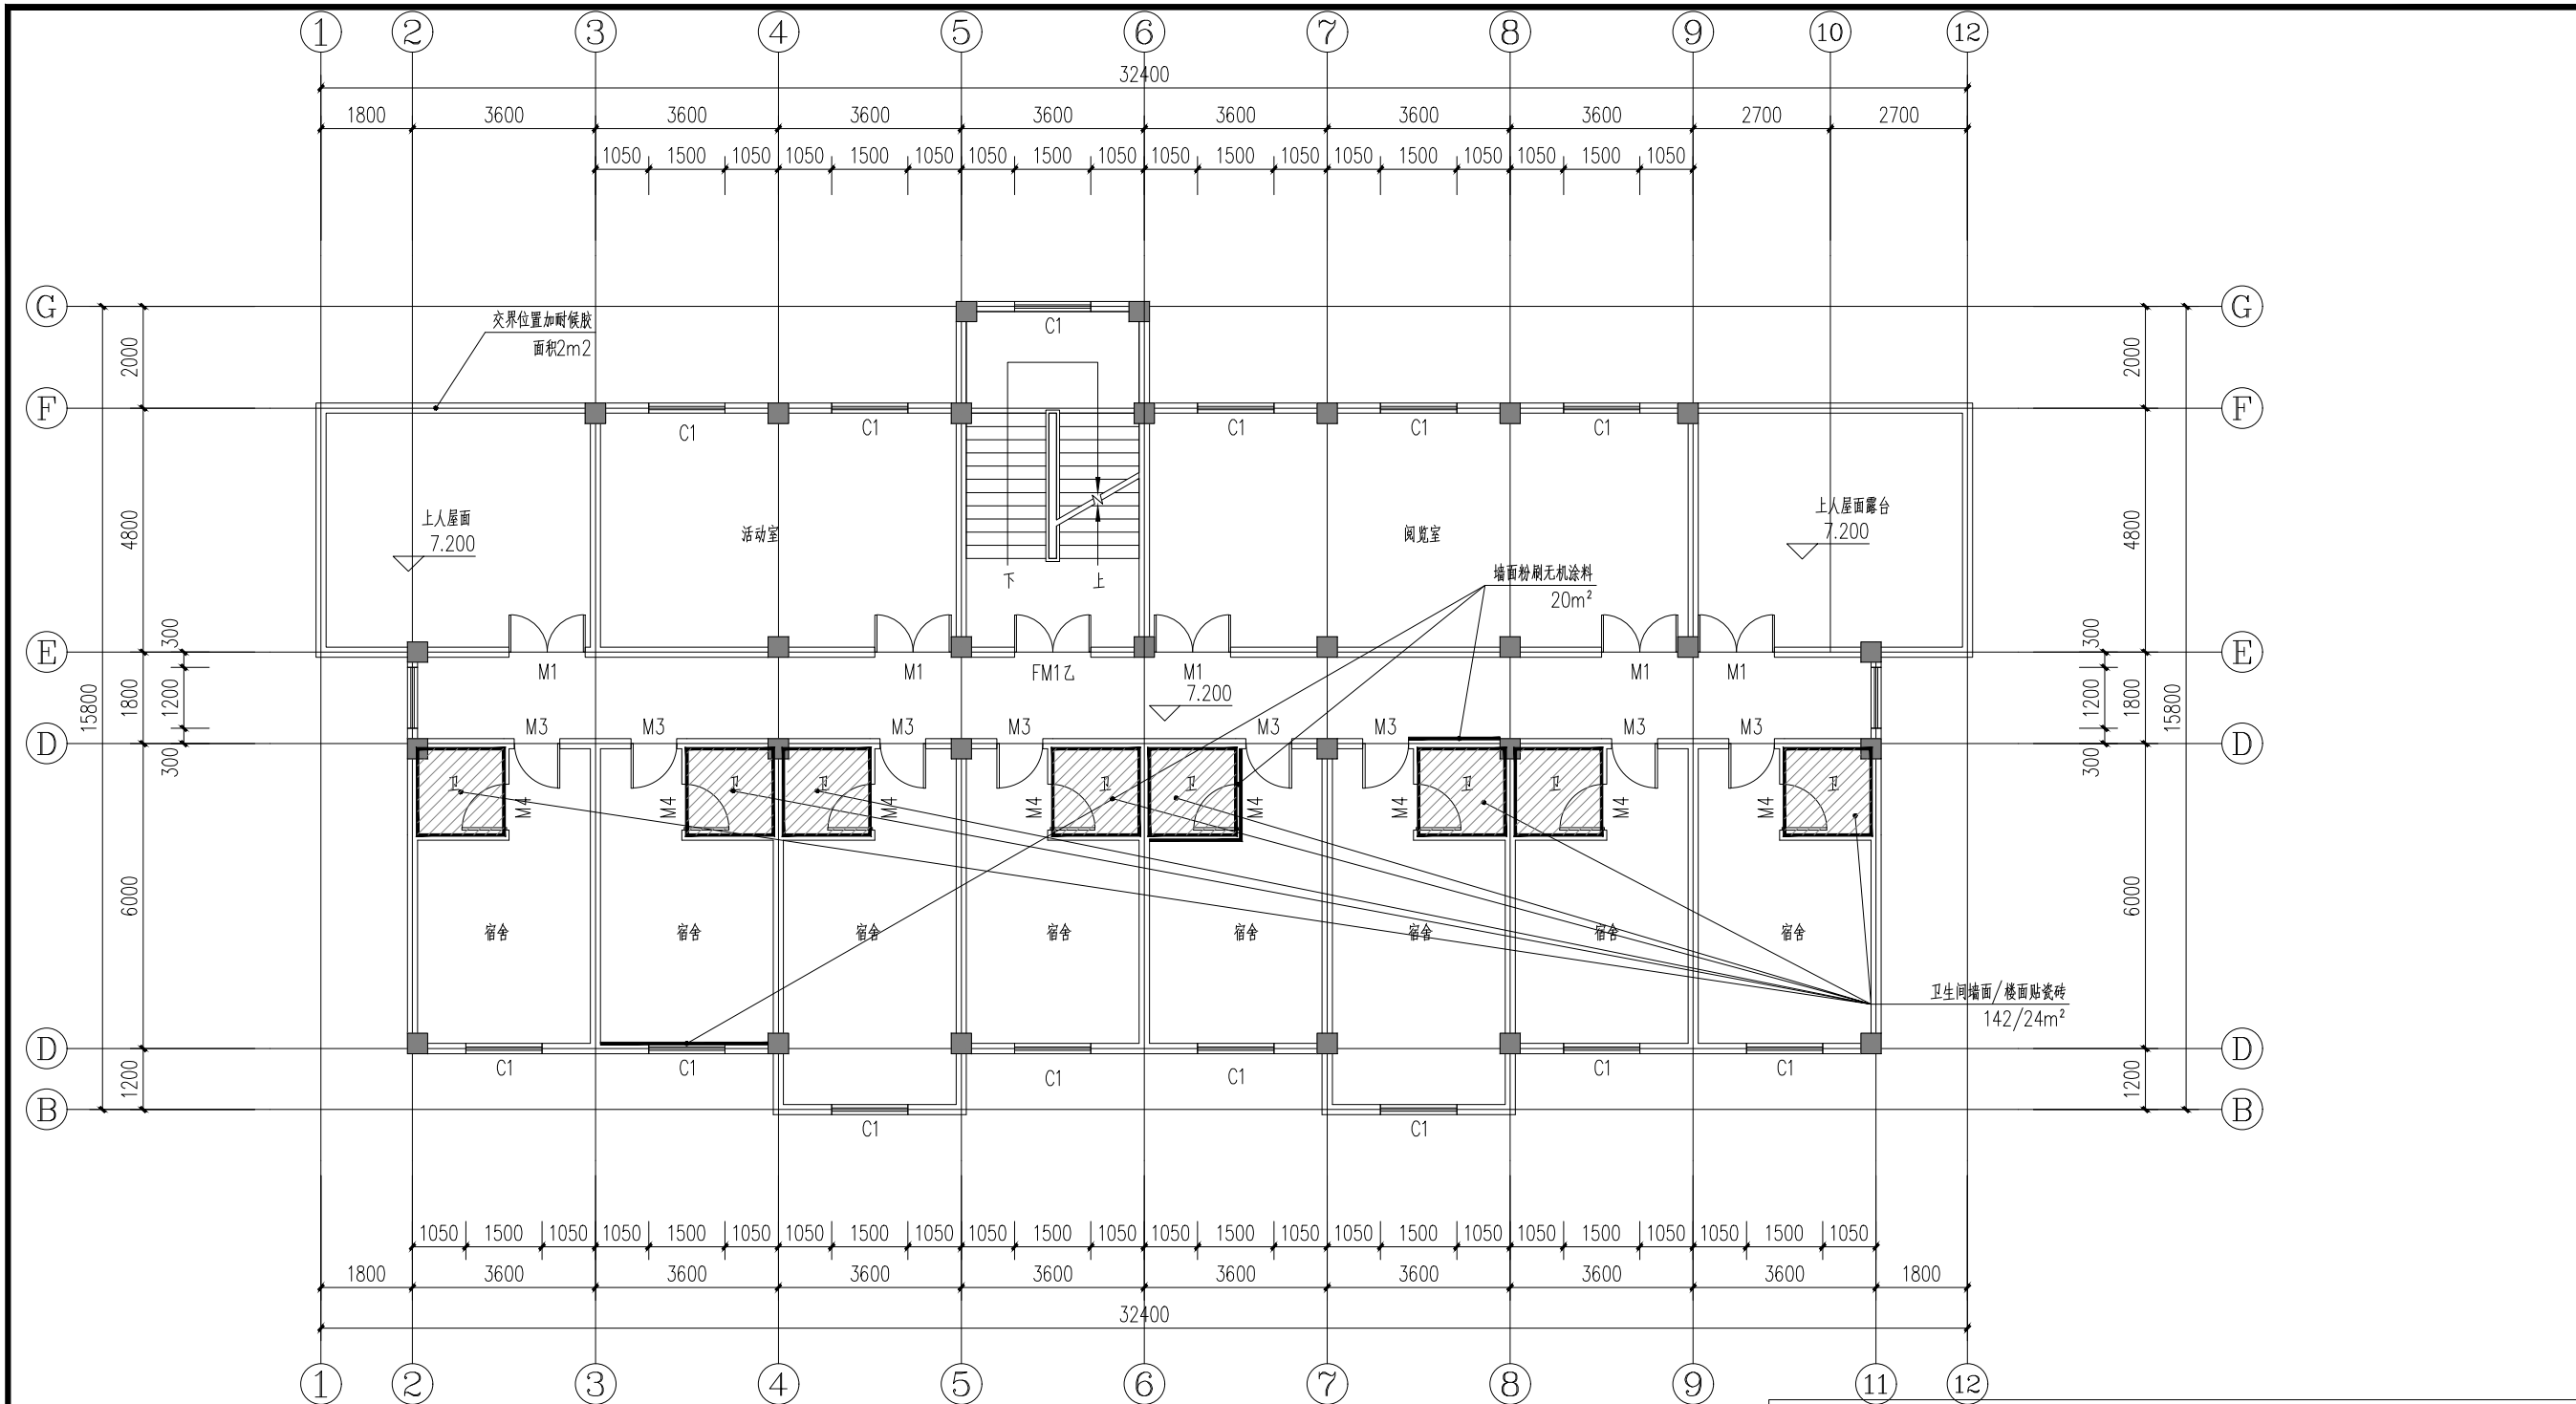 1 2 3 4 5 6 7 8 9 10 12
32400
1800 3600 3600 3600 3600 3600 3600 3600 2700 2700
1050 1500 1050 1050 1500 1050 1050 1500 1050 1050 1500 1050 1050 1500 1050 1050 1500 1050
G G
交界位置加耐候胶
面积2m2
C1
2000 2000
F F
C1 C1 C1 C1 C1
上人屋面
7.200
活动室
阅览室
上人屋面露台
7.200
4800 4800
下 上
墙面粉刷无机涂料
20m²
300 300
E E
M1 M1 FM1乙 M1 M1 M1
7.200
15800 1800 1200 1200 1800 15800
M3 M3 M3 M3 M3 M3 M3 M3
D D
300 300
卫 卫 卫 卫 卫 卫 卫 卫
M4 M4 M4 M4 M4 M4 M4 M4
6000 6000
宿舍 宿舍 宿舍 宿舍 宿舍 宿舍 宿舍 宿舍
卫生间墙面/楼面贴瓷砖
142/24m²
D D
C1 C1 C1 C1 C1 C1
1200 1200
B B
C1 C1
1050 1500 1050 1050 1500 1050 1050 1500 1050 1050 1500 1050 1050 1500 1050 1050 1500 1050 1050 1500 1050 1050 1500 1050
1800 3600 3600 3600 3600 3600 3600 3600 3600 1800
32400
1 2 3 4 5 6 7 8 9 11 12